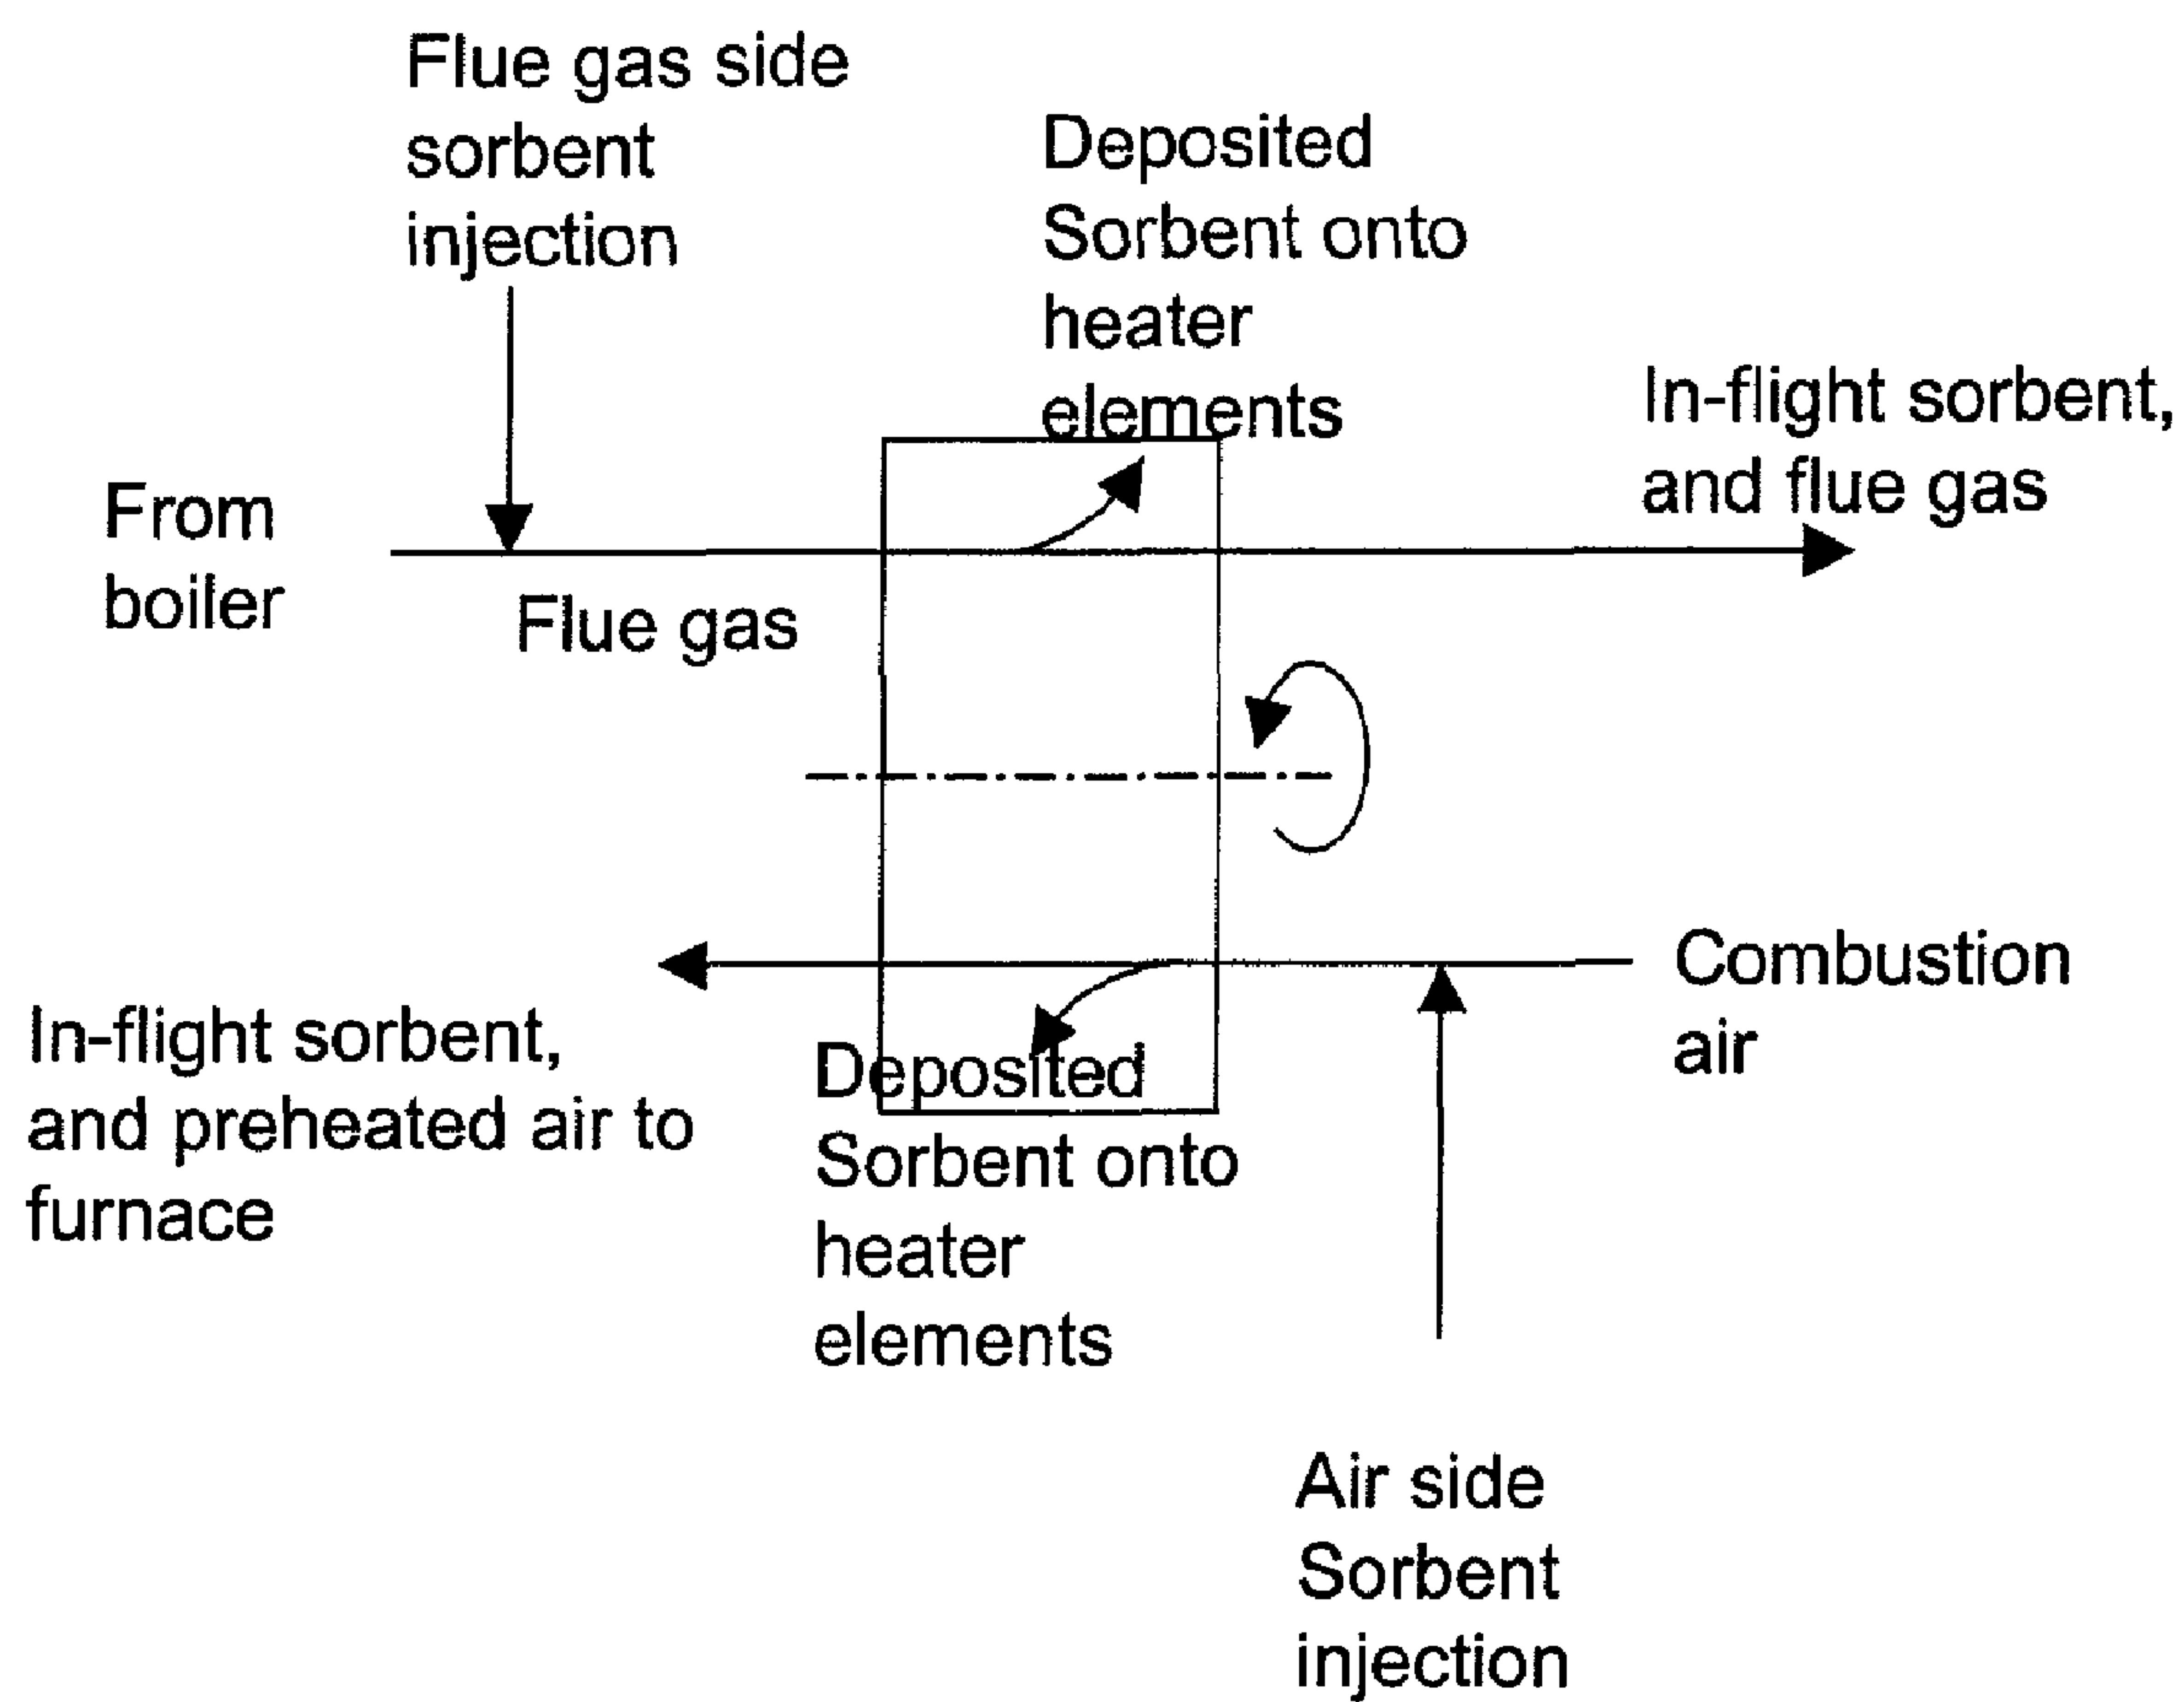 Flue gas side
sorbent
injection
Deposited
Sorbent onto
heater
elements
In-flight sorbent,
and flue gas
From
boiler
Flue gas
Combustion
air
In-flight sorbent,
and preheated air to
furnace
Deposited
Sorbent onto
heater
elements
Air side
Sorbent
injection